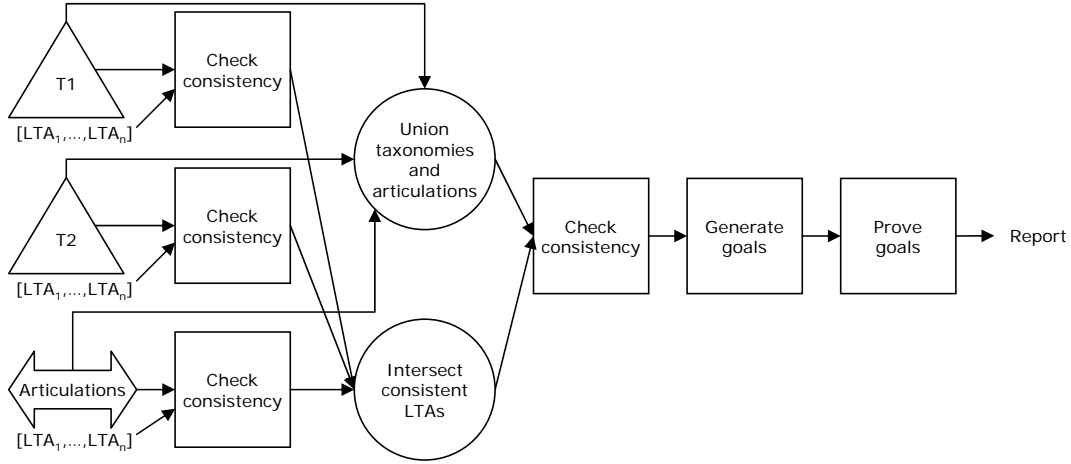 T1
[LTA₁,...,LTAₙ]
Check
consistency
T2
[LTA₁,...,LTAₙ]
Check
consistency
Articulations
[LTA₁,...,LTAₙ]
Check
consistency
Union
taxonomies
and
articulations
Intersect
consistent
LTAs
Check
consistency
Generate
goals
Prove
goals
Report